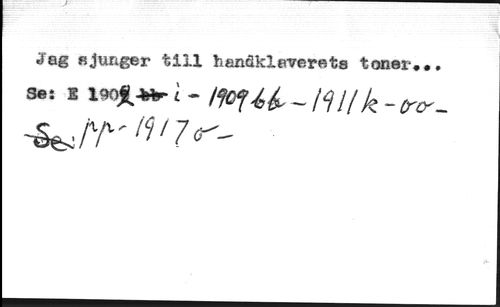 Jag sjunger till handklaverets toner...
Se: E 1909 bb i - 1909 bb - 1911 k - oo -
Se: pp - 1917 o -